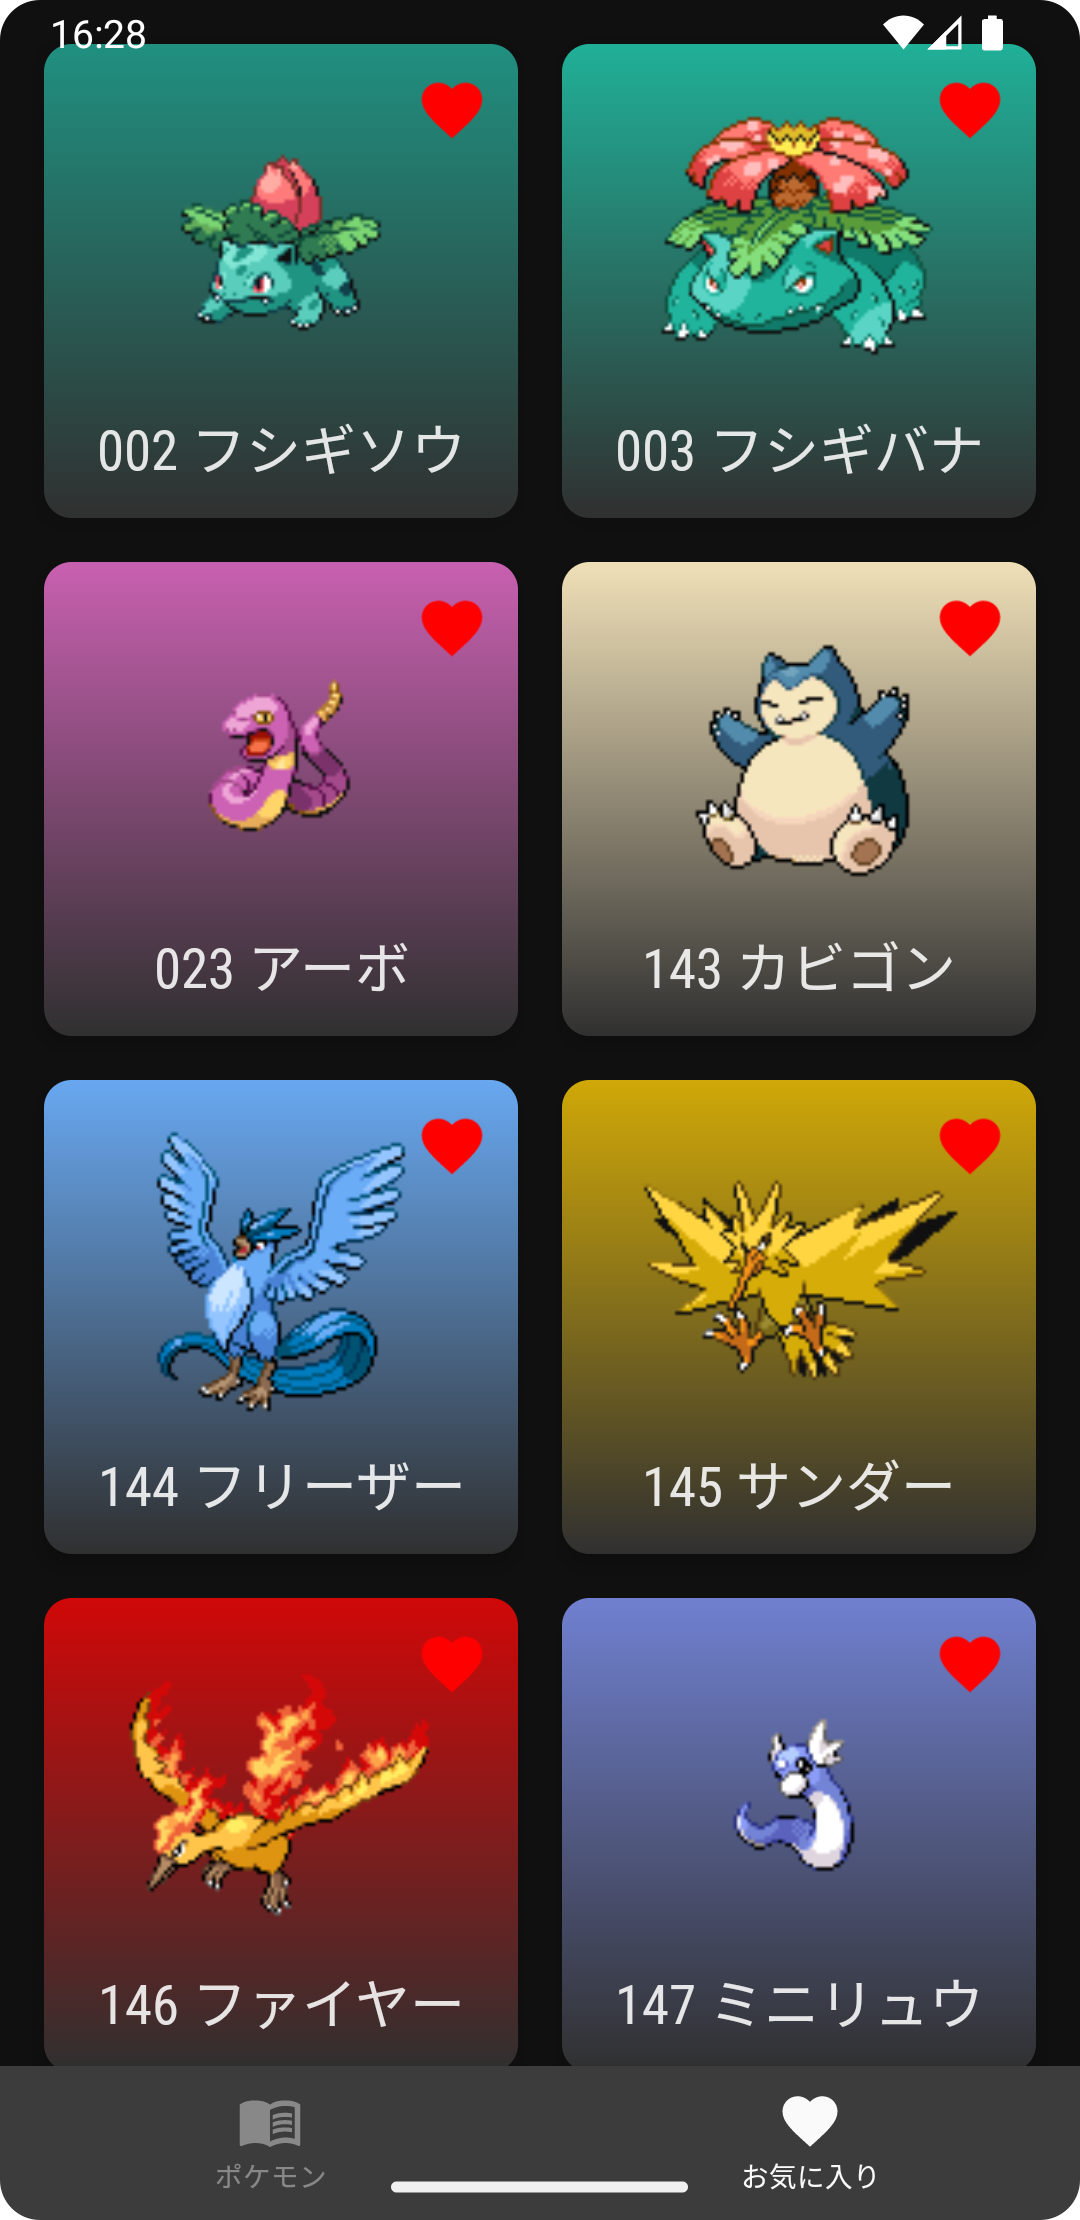 16:28
002 フシギソウ
003 フシギバナ
023 アーボ
143 カビゴン
144 フリーザー
145 サンダー
146 ファイヤー
147 ミニリュウ
ポケモン
お気に入り